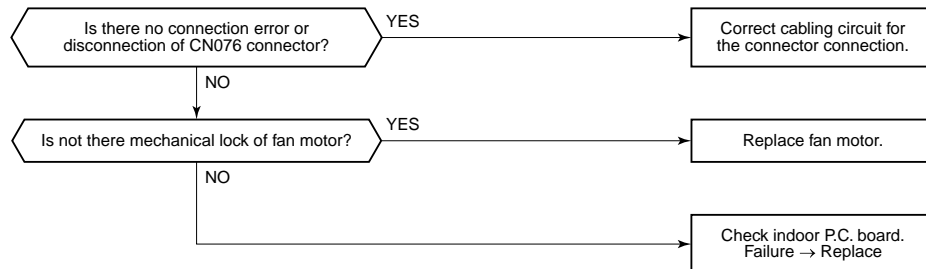 Is there no connection error or
disconnection of CN076 connector?
YES
Correct cabling circuit for
the connector connection.
NO
Is not there mechanical lock of fan motor?
YES
Replace fan motor.
NO
Check indoor P.C. board.
Failure → Replace